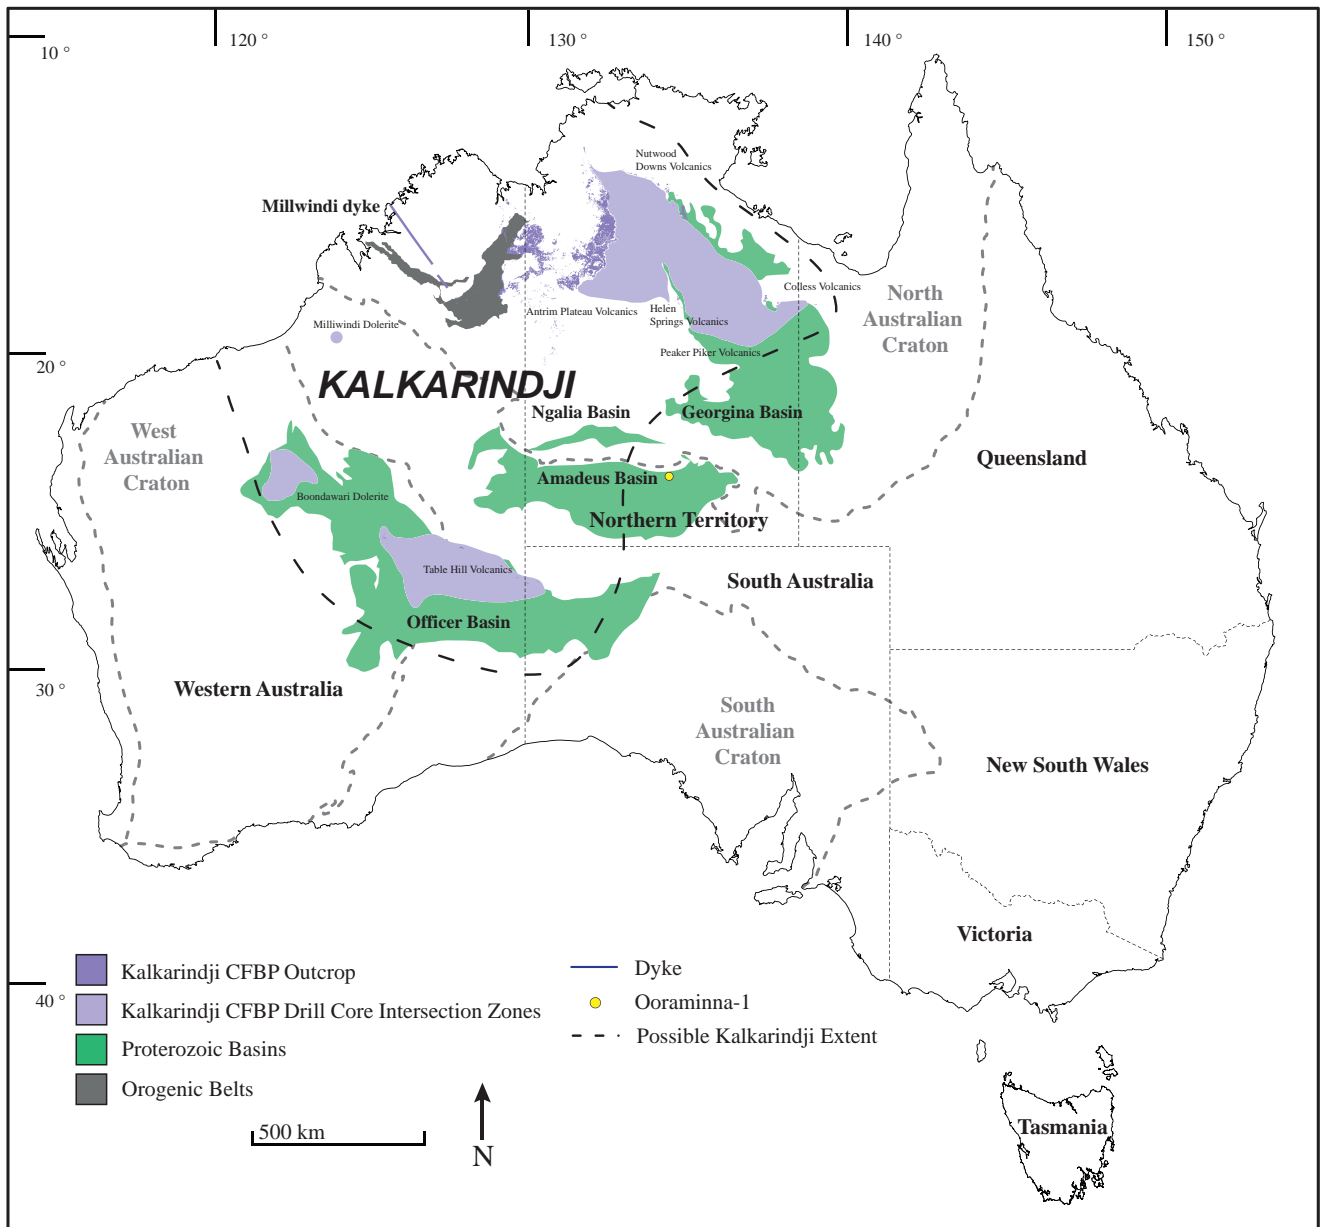 120 °
130 °
140 °
150 °
10 °
20 °
30 °
40 °
Nutwood
Downs Volcanics
Millwindi dyke
Colless Volcanics
North
Australian
Craton
Antrim Plateau Volcanics
Helen
Springs Volcanics
Milliwindi Dolerite
Peaker Piker Volcanics
KALKARINDJI
Ngalia Basin
Georgina Basin
West
Australian
Craton
Queensland
Amadeus Basin
Boondawari Dolerite
Northern Territory
Table Hill Volcanics
South Australia
Officer Basin
Western Australia
South
Australian
Craton
New South Wales
Victoria
Kalkarindji CFBP Outcrop
Kalkarindji CFBP Drill Core Intersection Zones
Proterozoic Basins
Orogenic Belts
Dyke
Ooraminna-1
Possible Kalkarindji Extent
500 km
N
Tasmania